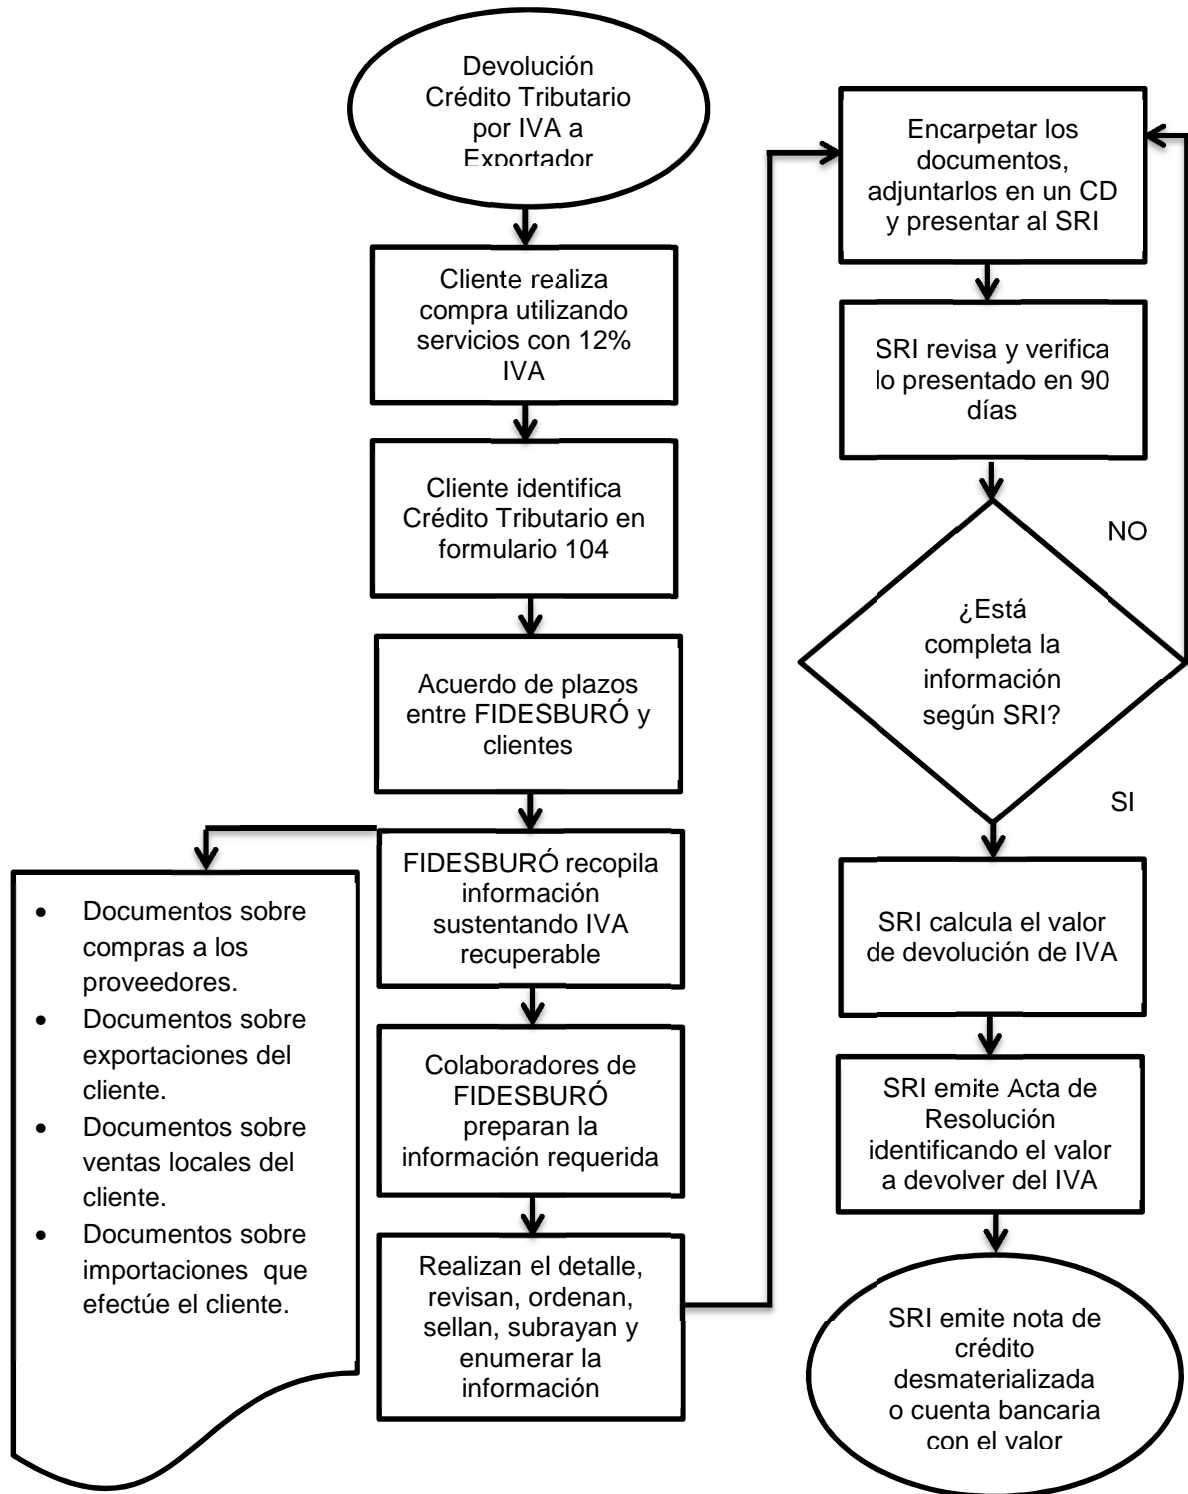 Devolución
Crédito Tributario
por IVA a
Exportador
Cliente realiza
compra utilizando
servicios con 12%
IVA
Cliente identifica
Crédito Tributario en
formulario 104
Acuerdo de plazos
entre FIDESBURÓ y
clientes
FIDESBURÓ recopila
información
sustentando IVA
recuperable
• Documentos sobre
compras a los
proveedores.
• Documentos sobre
exportaciones del
cliente.
• Documentos sobre
ventas locales del
cliente.
• Documentos sobre
importaciones que
efectúe el cliente.
Colaboradores de
FIDESBURÓ
preparan la
información requerida
Realizan el detalle,
revisan, ordenan,
sellan, subrayan y
enumerar la
información
Encarpetar los
documentos,
adjuntarlos en un CD
y presentar al SRI
SRI revisa y verifica
lo presentado en 90
días
¿Está
completa la
información
según SRI?
NO
SI
SRI calcula el valor
de devolución de IVA
SRI emite Acta de
Resolución
identificando el valor
a devolver del IVA
SRI emite nota de
crédito
desmaterializada
o cuenta bancaria
con el valor